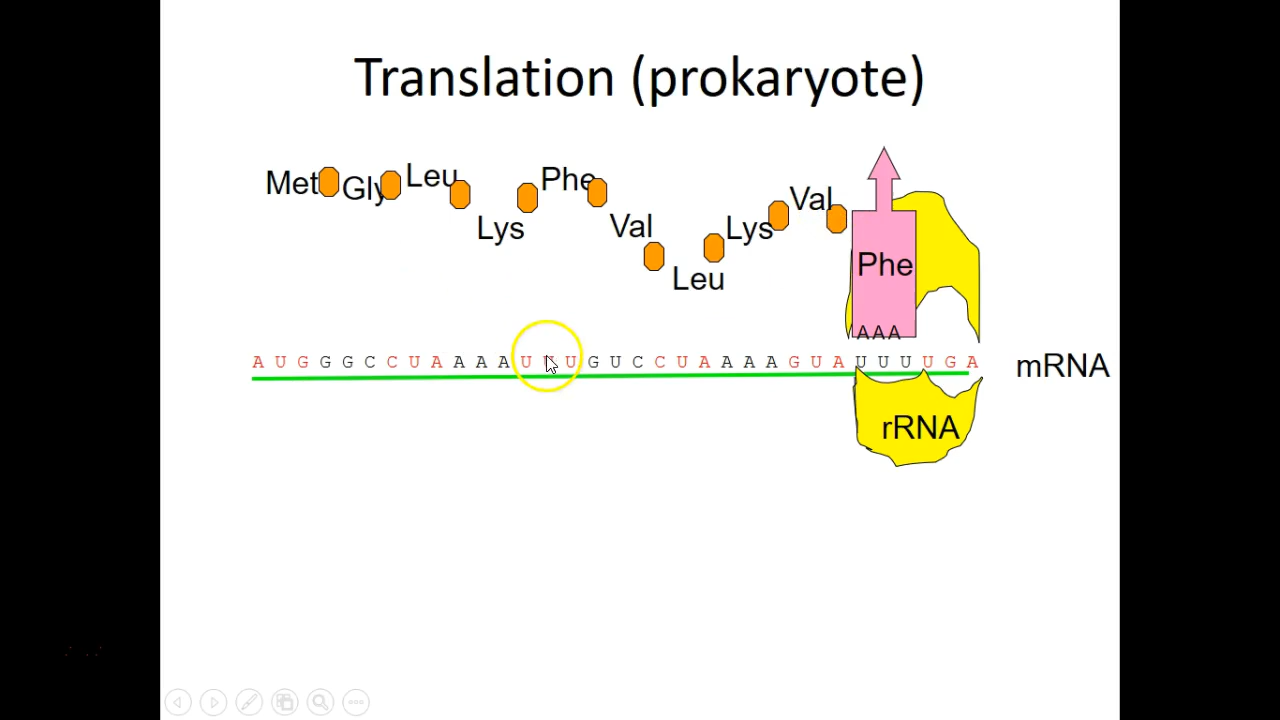 Translation (prokaryote)
Met Gly Leu Lys Phe Val Leu Lys Val Phe
AAA
A U G G G C C U A A A A U U U G U C C U A A A A G U A U U U U G A mRNA
rRNA